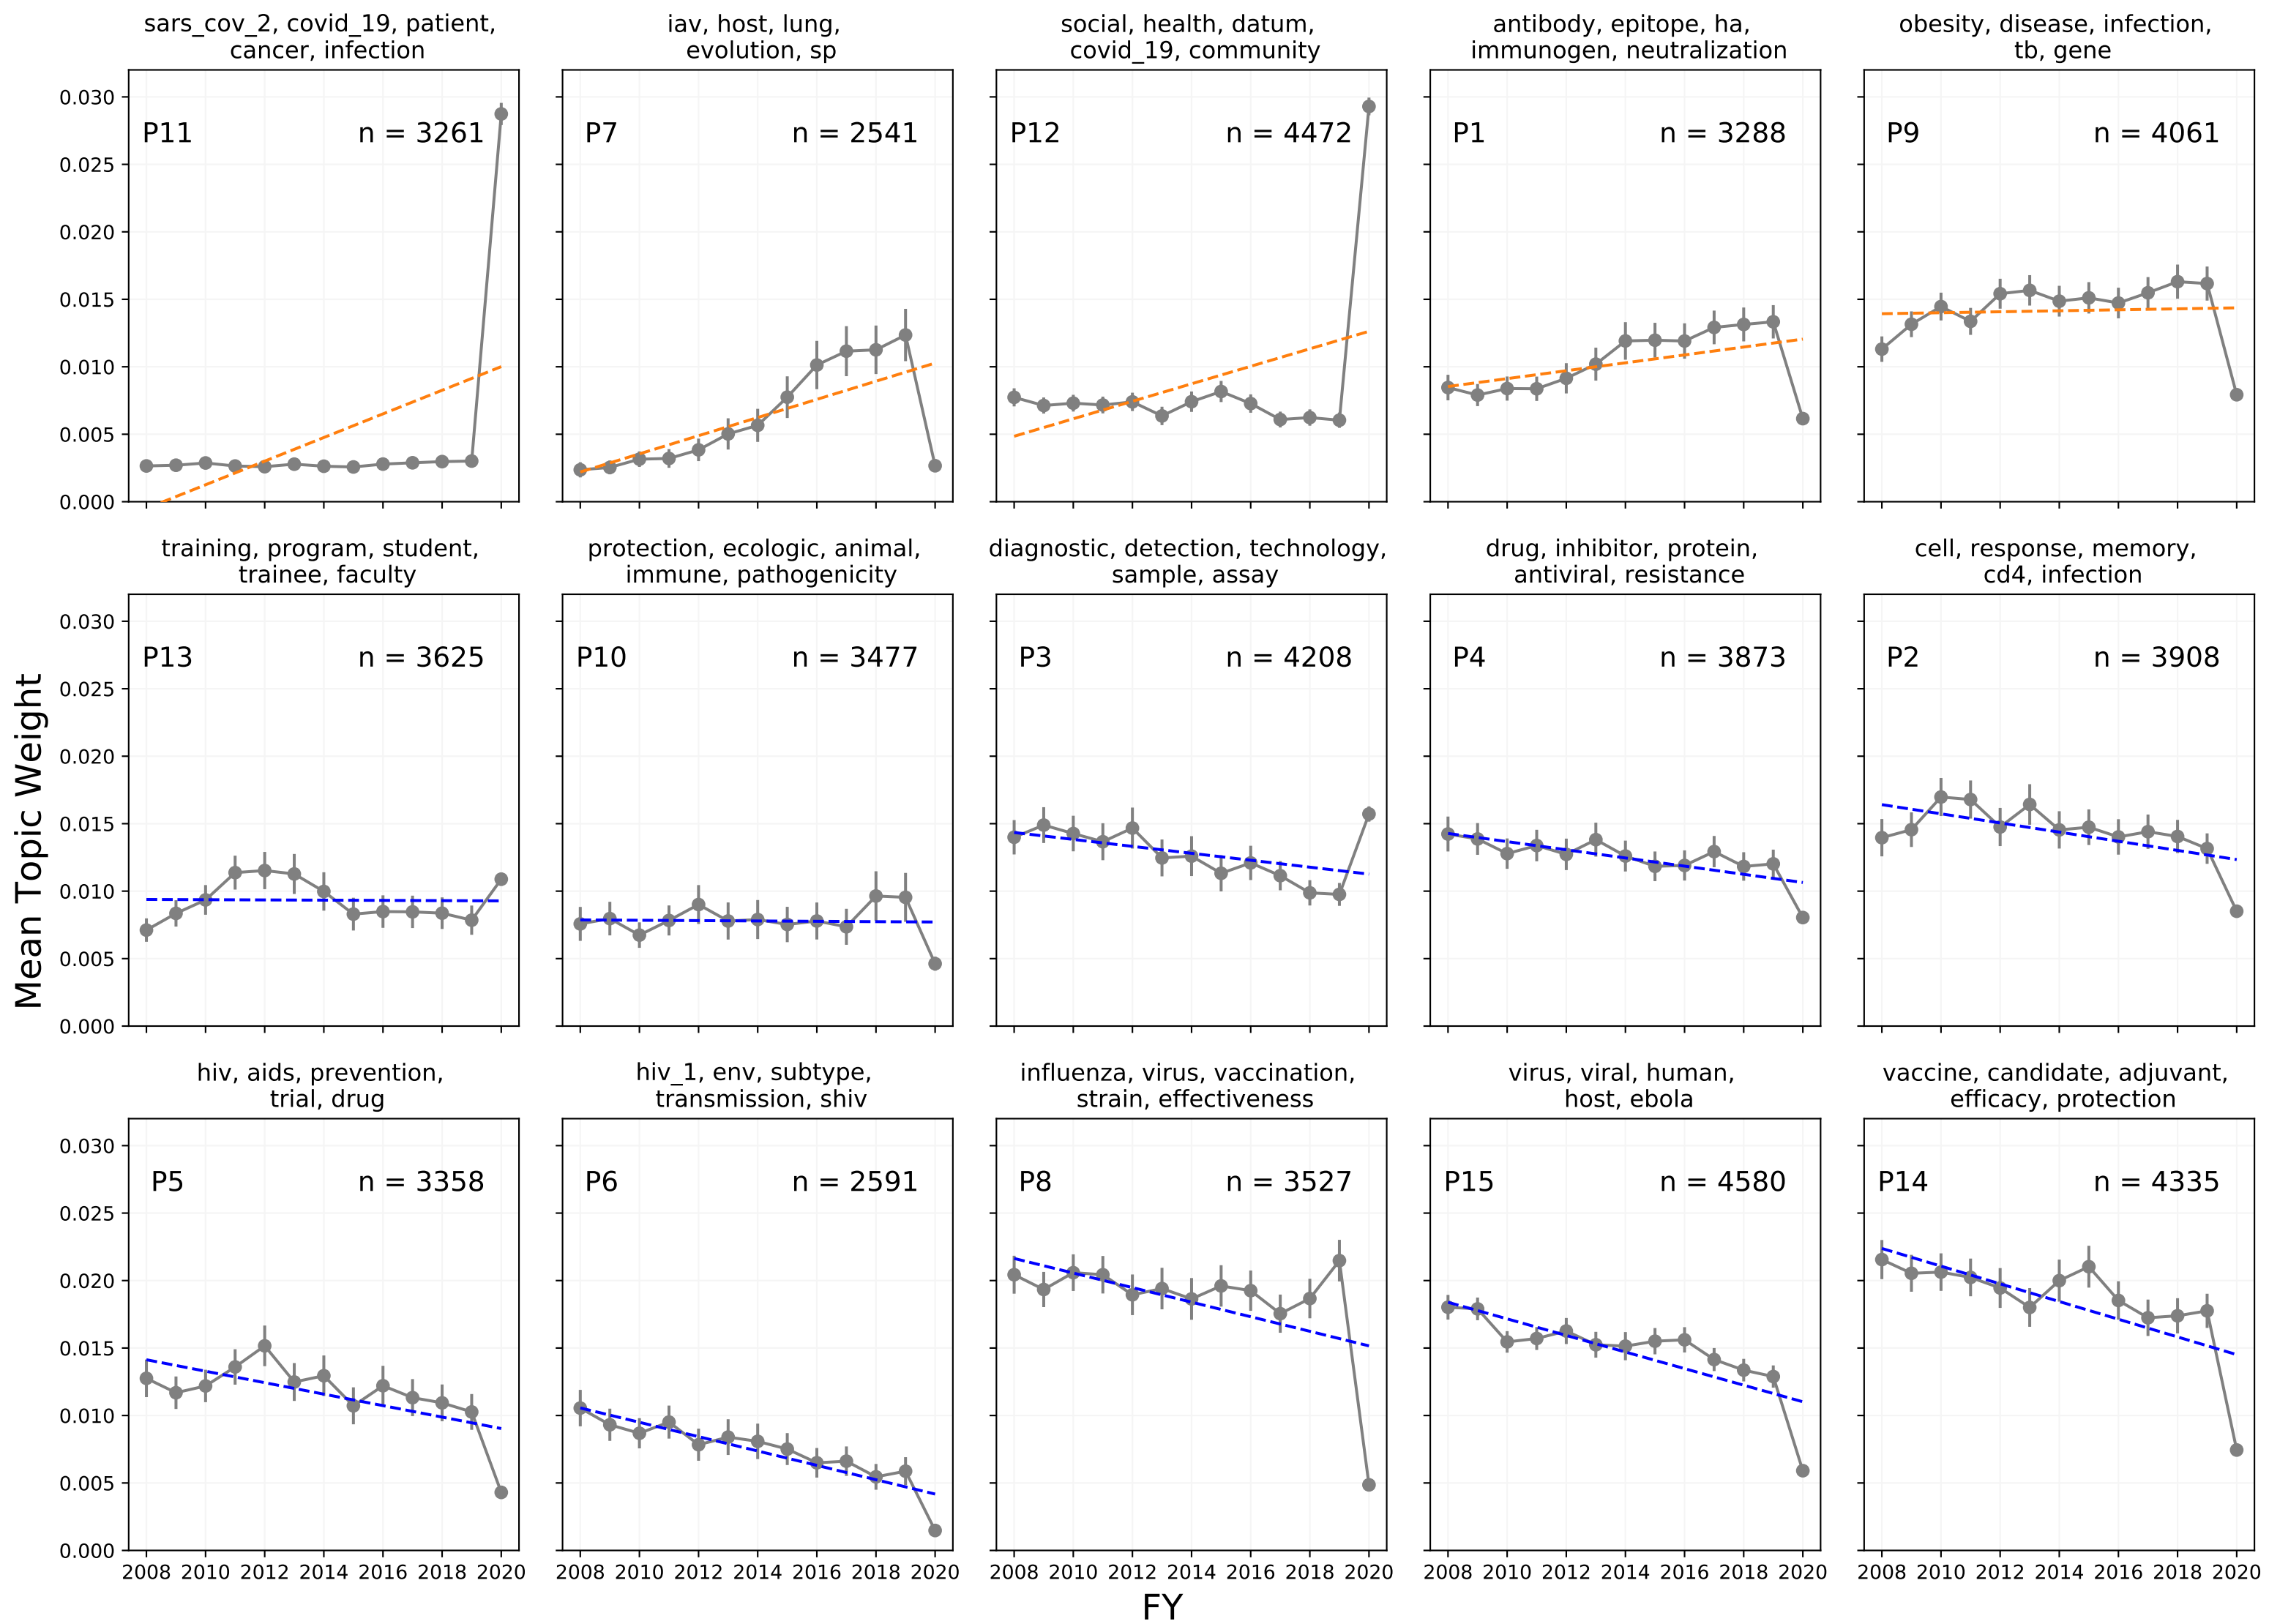 sars_cov_2, covid_19, patient,
cancer, infection
iav, host, lung,
evolution, sp
social, health, datum,
covid_19, community
antibody, epitope, ha,
immunogen, neutralization
obesity, disease, infection,
tb, gene
0.030
0.025
0.020
0.015
0.010
0.005
0.000
P11 n = 3261
P7 n = 2541
P12 n = 4472
P1 n = 3288
P9 n = 4061
training, program, student,
trainee, faculty
protection, ecologic, animal,
immune, pathogenicity
diagnostic, detection, technology,
sample, assay
drug, inhibitor, protein,
antiviral, resistance
cell, response, memory,
cd4, infection
Mean Topic Weight
0.030
0.025
0.020
0.015
0.010
0.005
0.000
P13 n = 3625
P10 n = 3477
P3 n = 4208
P4 n = 3873
P2 n = 3908
hiv, aids, prevention,
trial, drug
hiv_1, env, subtype,
transmission, shiv
influenza, virus, vaccination,
strain, effectiveness
virus, viral, human,
host, ebola
vaccine, candidate, adjuvant,
efficacy, protection
0.030
0.025
0.020
0.015
0.010
0.005
0.000
P5 n = 3358
P6 n = 2591
P8 n = 3527
P15 n = 4580
P14 n = 4335
2008 2010 2012 2014 2016 2018 2020
2008 2010 2012 2014 2016 2018 2020
2008 2010 2012 2014 2016 2018 2020
2008 2010 2012 2014 2016 2018 2020
2008 2010 2012 2014 2016 2018 2020
FY